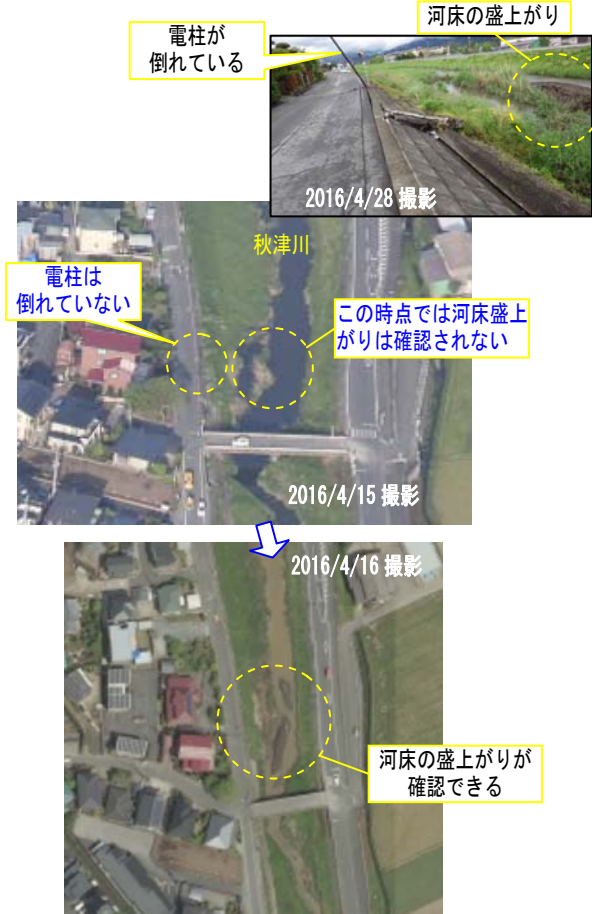 河床の盛上がり
電柱が
倒れている
2016/4/28 撮影
秋津川
電柱は
倒れていない
この時点では河床盛上
がりは確認されない
2016/4/15 撮影
2016/4/16 撮影
河床の盛上がりが
確認できる